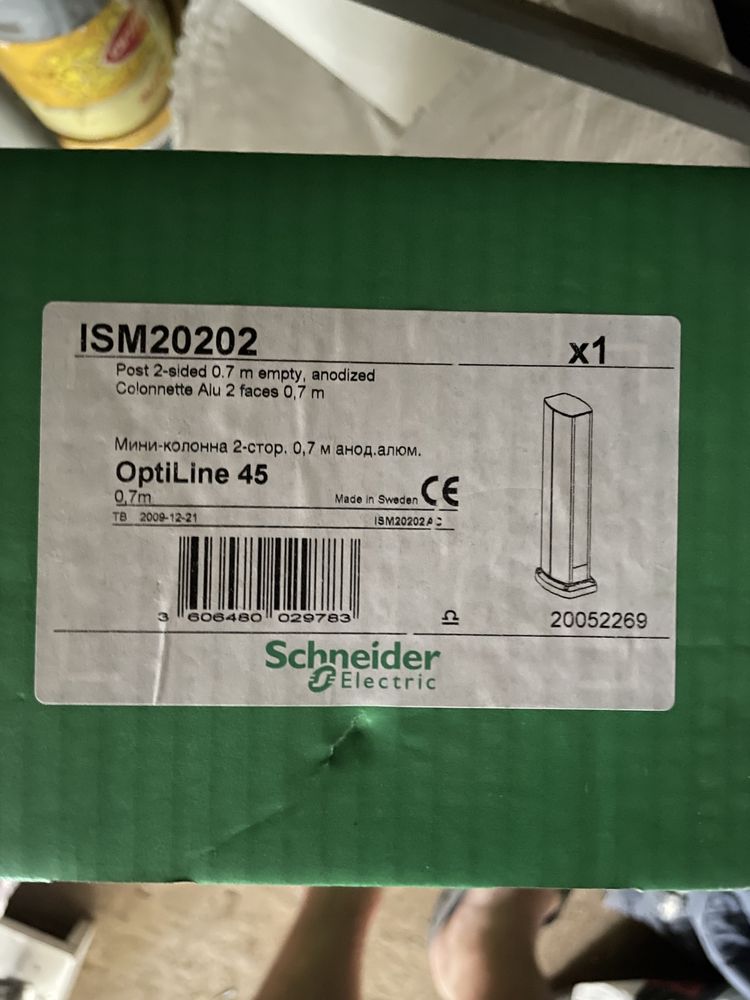 ISM20202
x1
Post 2-sided 0.7 m empty, anodized
Colonnette Alu 2 faces 0,7 m
Мини-колонна 2-стор. 0,7 м анод.алюм.
OptiLine 45
0,7m
Made in Sweden CE
TB 2009-12-21
ISM20202AC
3 606480 029783
20052269
Schneider
Electric